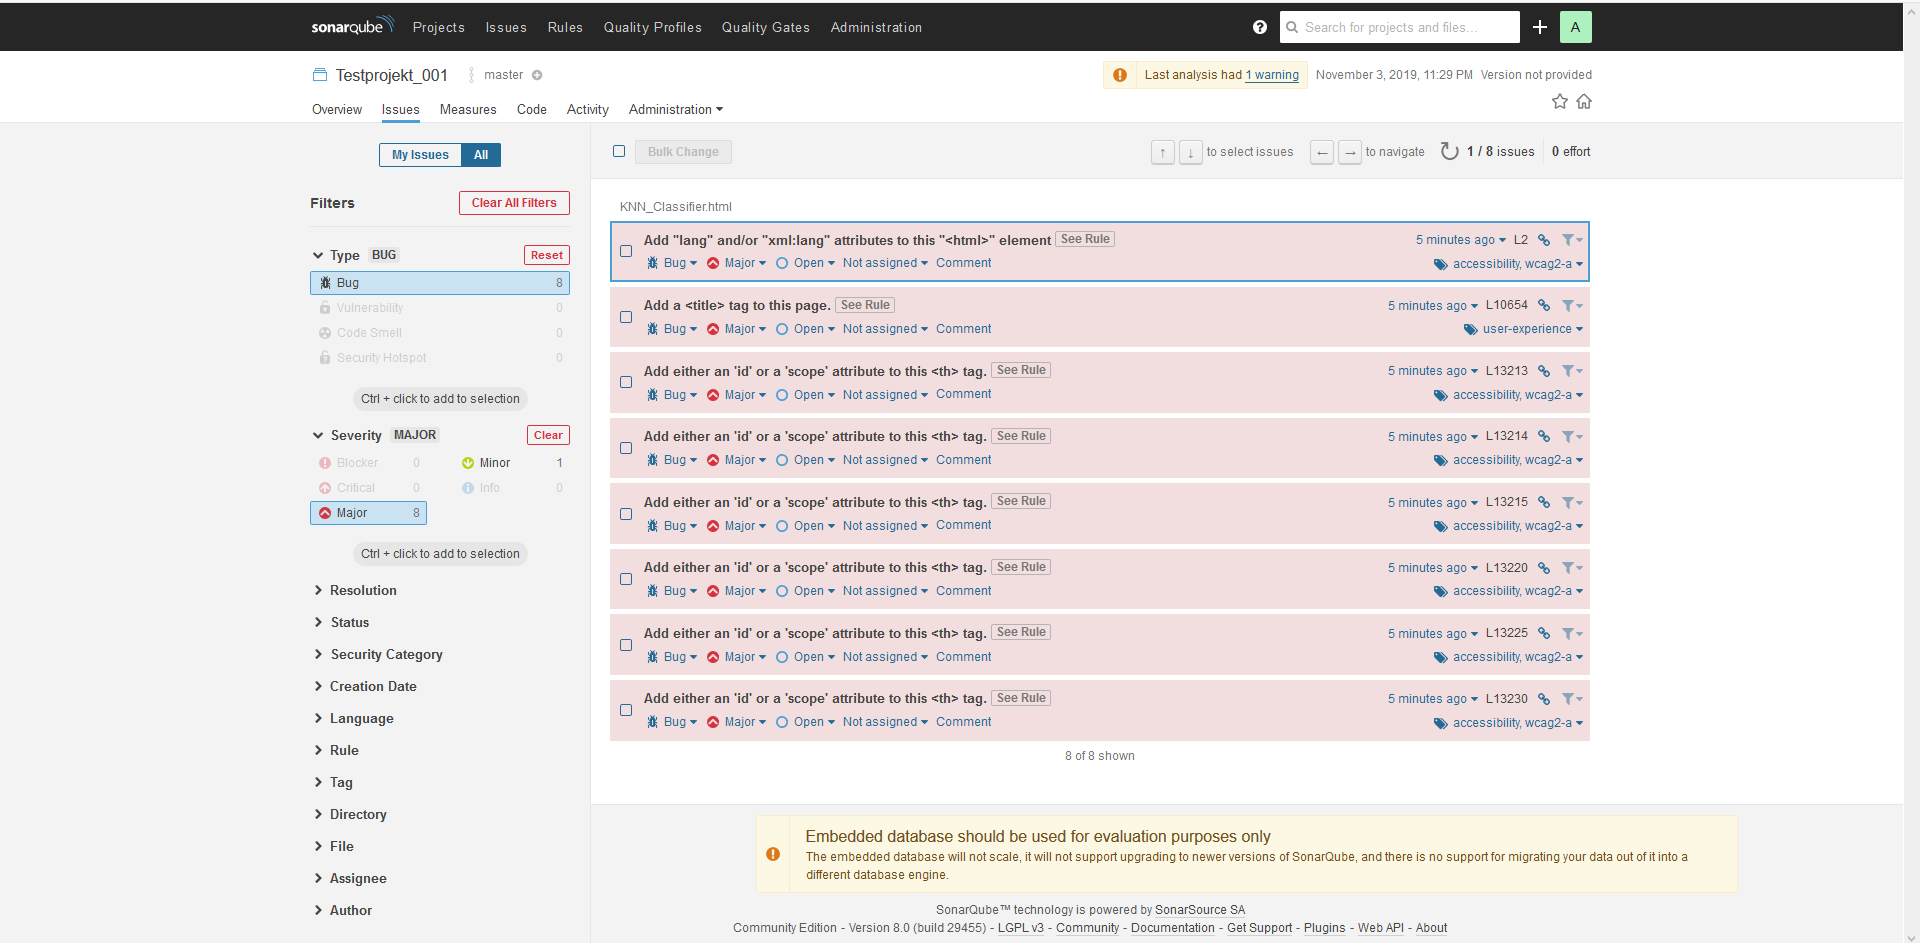 sonarqube Projects Issues Rules Quality Profiles Quality Gates Administration Search for projects and files... A
Testprojekt_001 master Last analysis had 1 warning November 3, 2019, 11:29 PM Version not provided
Overview Issues Measures Code Activity Administration
My Issues All
Bulk Change ↑ ↓ to select issues ← → to navigate 1 / 8 issues 0 effort
Filters Clear All Filters
Type BUG Reset
Bug 8
Vulnerability 0
Code Smell 0
Security Hotspot 0
Ctrl + click to add to selection
Severity MAJOR Clear
Blocker 0 Minor 1
Critical 0 Info 0
Major 8
Ctrl + click to add to selection
Resolution
Status
Security Category
Creation Date
Language
Rule
Tag
Directory
File
Assignee
Author
KNN_Classifier.html
Add "lang" and/or "xml:lang" attributes to this "<html>" element See Rule 5 minutes ago L2
Bug Major Open Not assigned Comment accessibility, wcag2-a
Add a <title> tag to this page. See Rule 5 minutes ago L10654
Bug Major Open Not assigned Comment user-experience
Add either an 'id' or a 'scope' attribute to this <th> tag. See Rule 5 minutes ago L13213
Bug Major Open Not assigned Comment accessibility, wcag2-a
Add either an 'id' or a 'scope' attribute to this <th> tag. See Rule 5 minutes ago L13214
Bug Major Open Not assigned Comment accessibility, wcag2-a
Add either an 'id' or a 'scope' attribute to this <th> tag. See Rule 5 minutes ago L13215
Bug Major Open Not assigned Comment accessibility, wcag2-a
Add either an 'id' or a 'scope' attribute to this <th> tag. See Rule 5 minutes ago L13220
Bug Major Open Not assigned Comment accessibility, wcag2-a
Add either an 'id' or a 'scope' attribute to this <th> tag. See Rule 5 minutes ago L13225
Bug Major Open Not assigned Comment accessibility, wcag2-a
Add either an 'id' or a 'scope' attribute to this <th> tag. See Rule 5 minutes ago L13230
Bug Major Open Not assigned Comment accessibility, wcag2-a
8 of 8 shown
Embedded database should be used for evaluation purposes only
The embedded database will not scale, it will not support upgrading to newer versions of SonarQube, and there is no support for migrating your data out of it into a
different database engine.
SonarQube™ technology is powered by SonarSource SA
Community Edition - Version 8.0 (build 29455) - LGPL v3 - Community - Documentation - Get Support - Plugins - Web API - About